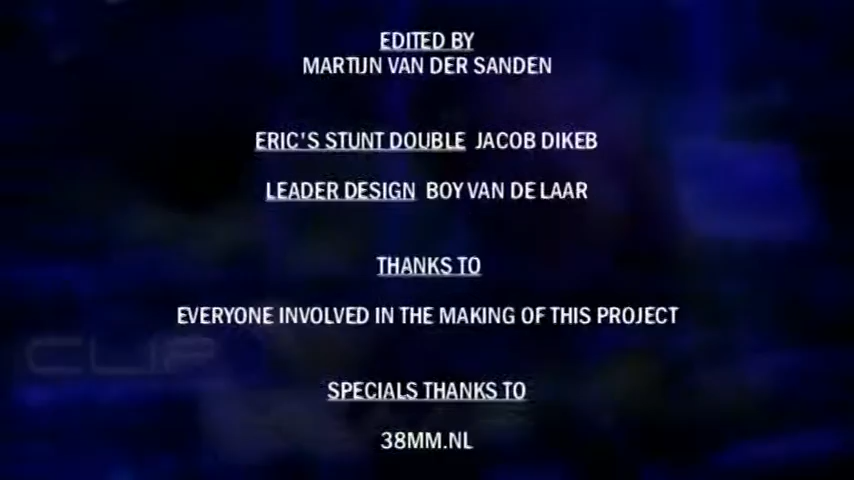 EDITED BY
MARTIJN VAN DER SANDEN
ERIC'S STUNT DOUBLE JACOB DIKEB
LEADER DESIGN BOY VAN DE LAAR
THANKS TO
EVERYONE INVOLVED IN THE MAKING OF THIS PROJECT
CLIP
SPECIALS THANKS TO
38MM.NL